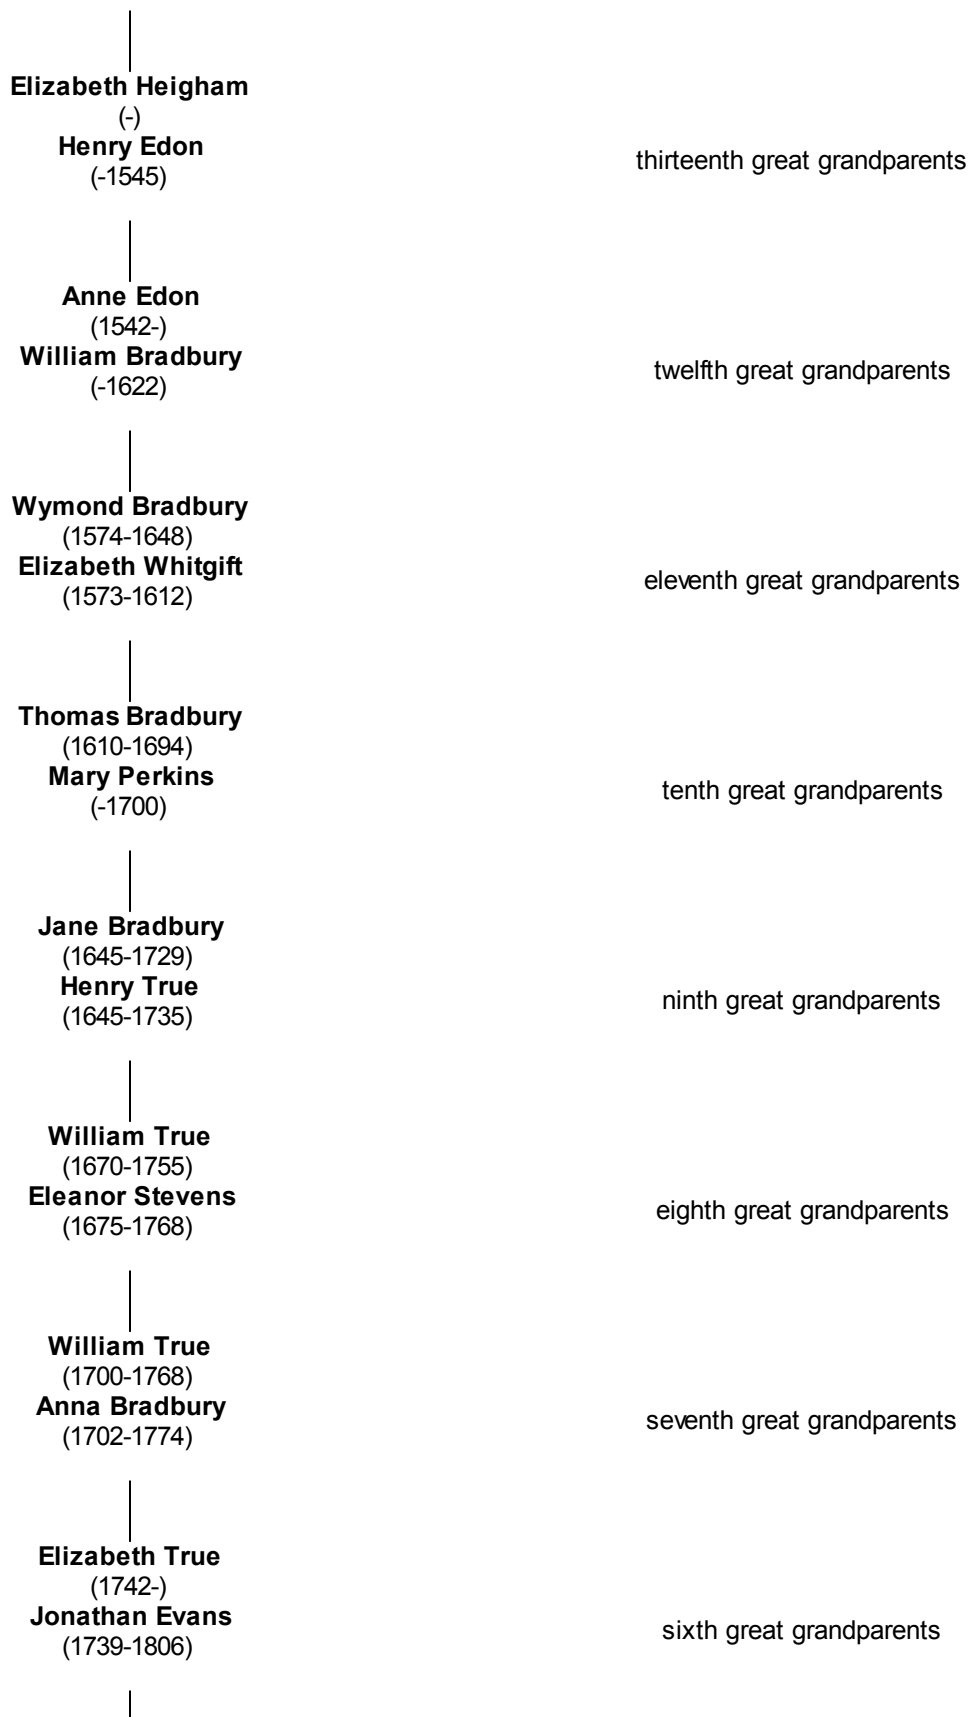 Elizabeth Heigham
(-)
Henry Edon
(-1545)
thirteenth great grandparents
Anne Edon
(1542-)
William Bradbury
(-1622)
twelfth great grandparents
Wymond Bradbury
(1574-1648)
Elizabeth Whitgift
(1573-1612)
eleventh great grandparents
Thomas Bradbury
(1610-1694)
Mary Perkins
(-1700)
tenth great grandparents
Jane Bradbury
(1645-1729)
Henry True
(1645-1735)
ninth great grandparents
William True
(1670-1755)
Eleanor Stevens
(1675-1768)
eighth great grandparents
William True
(1700-1768)
Anna Bradbury
(1702-1774)
seventh great grandparents
Elizabeth True
(1742-)
Jonathan Evans
(1739-1806)
sixth great grandparents